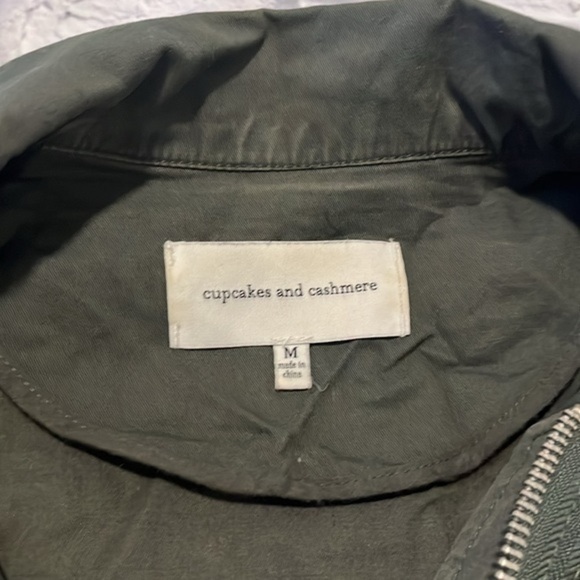 cupcakes and cashmere
M
made in
china